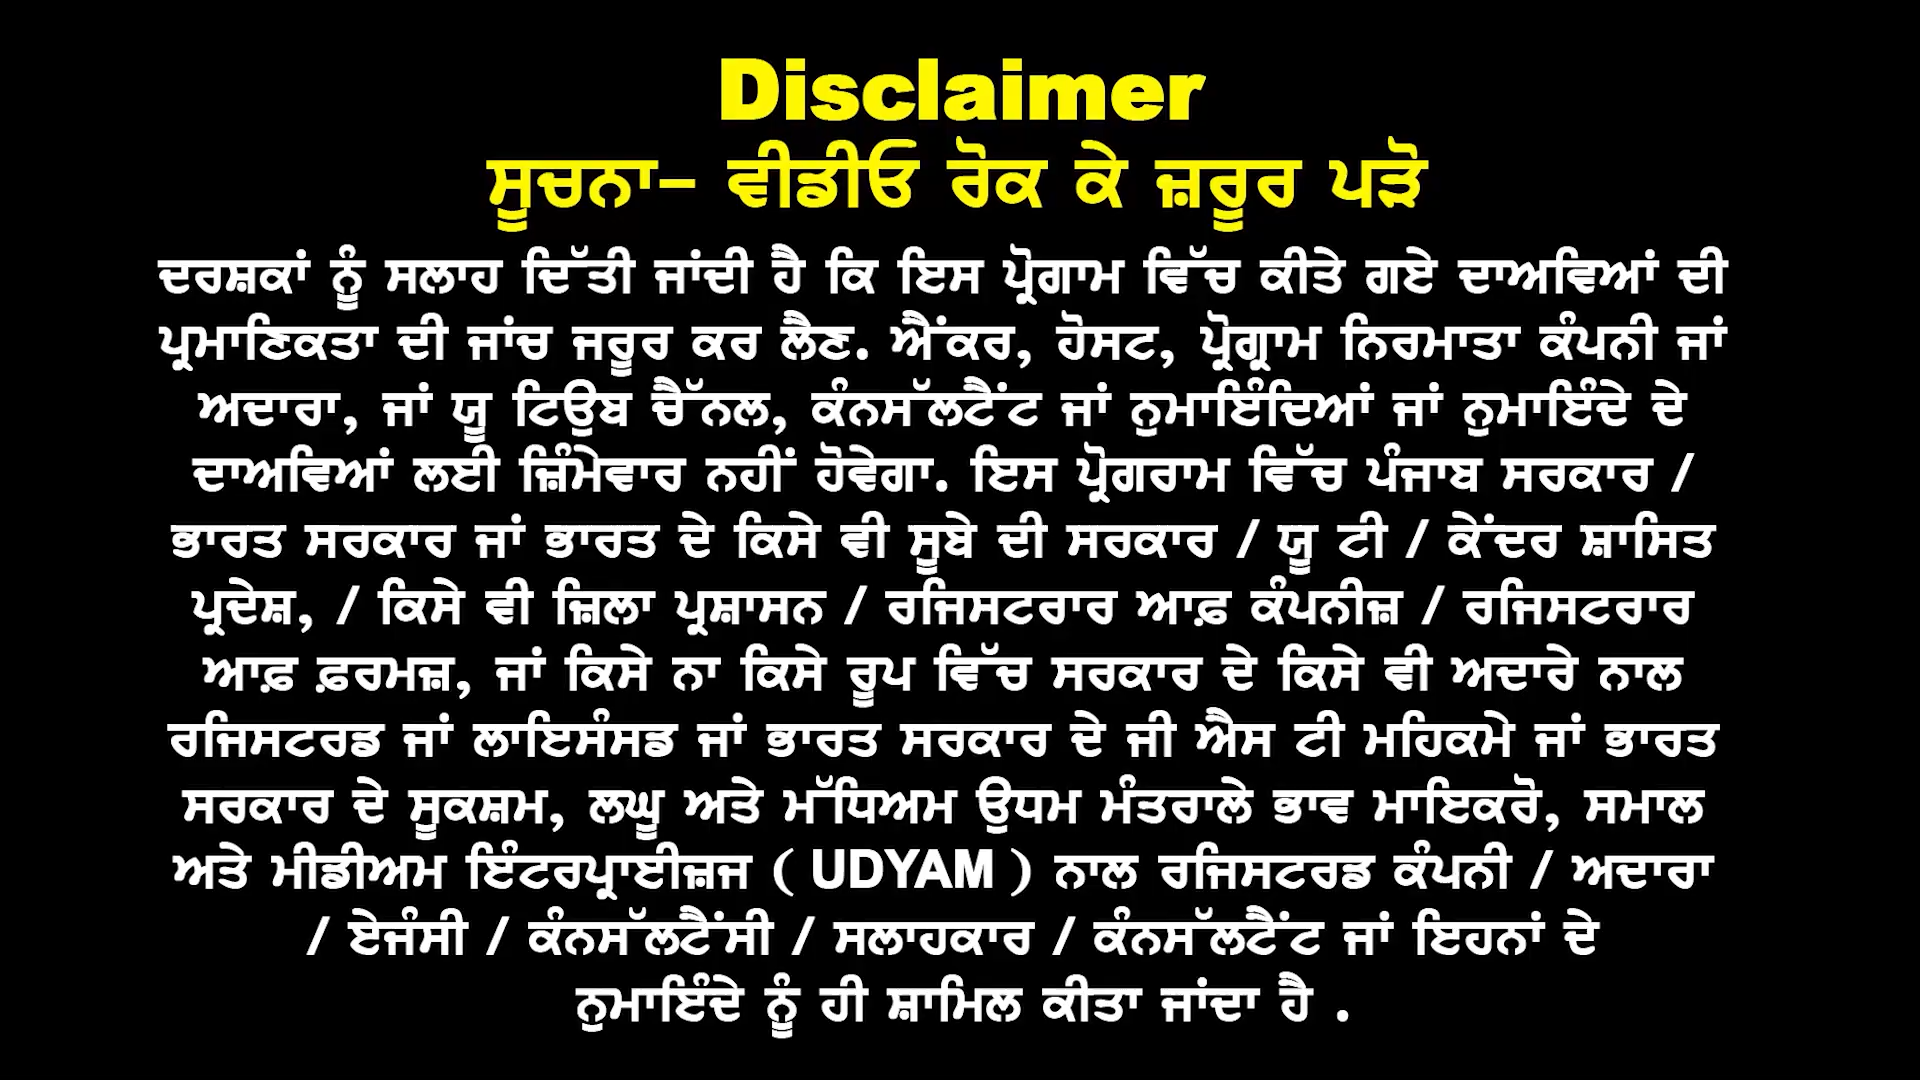 Disclaimer
ਸੂਚਨਾ- ਵੀਡੀਓ ਰੋਕ ਕੇ ਜ਼ਰੂਰ ਪੜੋ
ਦਰਸ਼ਕਾਂ ਨੂੰ ਸਲਾਹ ਦਿੱਤੀ ਜਾਂਦੀ ਹੈ ਕਿ ਇਸ ਪ੍ਰੋਗਾਮ ਵਿੱਚ ਕੀਤੇ ਗਏ ਦਾਅਵਿਆਂ ਦੀ
ਪ੍ਰਮਾਣਿਕਤਾ ਦੀ ਜਾਂਚ ਜਰੂਰ ਕਰ ਲੈਣ. ਐਂਕਰ, ਹੋਸਟ, ਪ੍ਰੋਗ੍ਰਾਮ ਨਿਰਮਾਤਾ ਕੰਪਨੀ ਜਾਂ
ਅਦਾਰਾ, ਜਾਂ ਯੂ ਟਿਊਬ ਚੈੱਨਲ, ਕੰਨਸੱਲਟੈਂਟ ਜਾਂ ਨੁਮਾਇੰਦਿਆਂ ਜਾਂ ਨੁਮਾਇੰਦੇ ਦੇ
ਦਾਅਵਿਆਂ ਲਈ ਜ਼ਿੰਮੇਵਾਰ ਨਹੀਂ ਹੋਵੇਗਾ. ਇਸ ਪ੍ਰੋਗਰਾਮ ਵਿੱਚ ਪੰਜਾਬ ਸਰਕਾਰ /
ਭਾਰਤ ਸਰਕਾਰ ਜਾਂ ਭਾਰਤ ਦੇ ਕਿਸੇ ਵੀ ਸੂਬੇ ਦੀ ਸਰਕਾਰ / ਯੂ ਟੀ / ਕੇਂਦਰ ਸ਼ਾਸਿਤ
ਪ੍ਰਦੇਸ਼, / ਕਿਸੇ ਵੀ ਜ਼ਿਲਾ ਪ੍ਰਸ਼ਾਸਨ / ਰਜਿਸਟਰਾਰ ਆਫ਼ ਕੰਪਨੀਜ਼ / ਰਜਿਸਟਰਾਰ
ਆਫ਼ ਫ਼ਰਮਜ਼, ਜਾਂ ਕਿਸੇ ਨਾ ਕਿਸੇ ਰੂਪ ਵਿੱਚ ਸਰਕਾਰ ਦੇ ਕਿਸੇ ਵੀ ਅਦਾਰੇ ਨਾਲ
ਰਜਿਸਟਰਡ ਜਾਂ ਲਾਇਸੰਸਡ ਜਾਂ ਭਾਰਤ ਸਰਕਾਰ ਦੇ ਜੀ ਐਸ ਟੀ ਮਹਿਕਮੇ ਜਾਂ ਭਾਰਤ
ਸਰਕਾਰ ਦੇ ਸੂਕਸ਼ਮ, ਲਘੂ ਅਤੇ ਮੱਧਿਅਮ ਉਧਮ ਮੰਤਰਾਲੇ ਭਾਵ ਮਾਇਕਰੋ, ਸਮਾਲ
ਅਤੇ ਮੀਡੀਅਮ ਇੰਟਰਪ੍ਰਾਈਜ਼ਜ ( UDYAM ) ਨਾਲ ਰਜਿਸਟਰਡ ਕੰਪਨੀ / ਅਦਾਰਾ
/ ਏਜੰਸੀ / ਕੰਨਸੱਲਟੈਂਸੀ / ਸਲਾਹਕਾਰ / ਕੰਨਸੱਲਟੈਂਟ ਜਾਂ ਇਹਨਾਂ ਦੇ
ਨੁਮਾਇੰਦੇ ਨੂੰ ਹੀ ਸ਼ਾਮਿਲ ਕੀਤਾ ਜਾਂਦਾ ਹੈ .